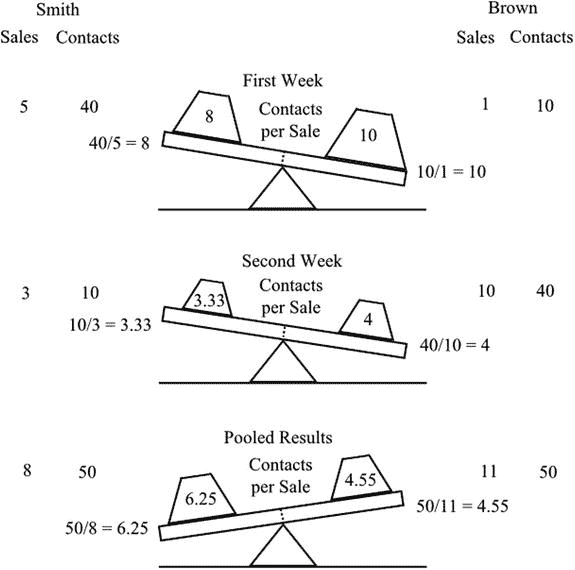 Smith Brown
Sales Contacts Sales Contacts
First Week
5 40 Contacts 1 10
per Sale
8 10
40/5 = 8 10/1 = 10
Second Week
3 10 Contacts 10 40
per Sale
3.33 4
10/3 = 3.33 40/10 = 4
Pooled Results
8 50 Contacts 11 50
per Sale
6.25 4.55
50/8 = 6.25 50/11 = 4.55